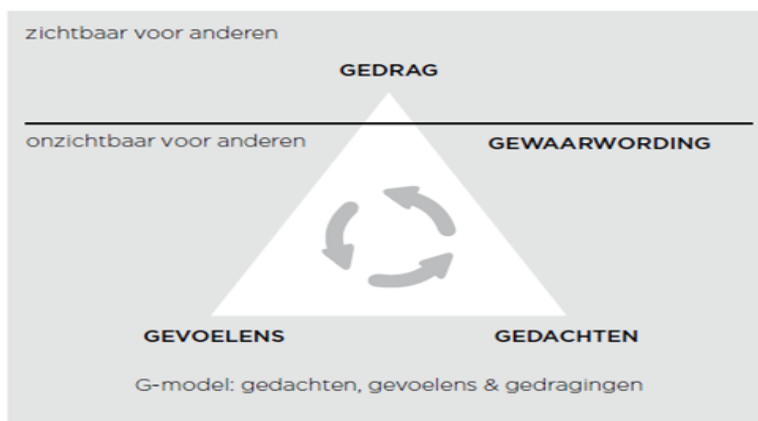 zichtbaar voor anderen
GEDRAG
onzichtbaar voor anderen
GEWAARWORDING
GEVOELENS
GEDACHTEN
G-model: gedachten, gevoelens & gedragingen